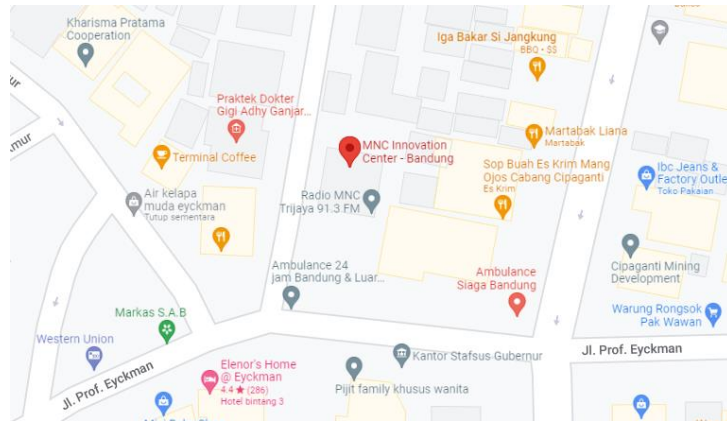 Kharisma Pratama
Cooperation
Iga Bakar Si Jangkung
BBQ • $$
Praktek Dokter
Gigi Adhy Ganjar...
MNC Innovation
Center - Bandung
Martabak Liana
Martabak
Terminal Coffee
Sop Buah Es Krim Mang
Ojos Cabang Cipaganti
Es Krim
Ibc Jeans &
Factory Outle
Toko Pakaian
Air kelapa
muda eyckman
Tutup sementara
Radio MNC
Trijaya 91.3 FM
Cipaganti Mining
Development
Ambulance 24
jam Bandung & Luar...
Ambulance
Siaga Bandung
Markas S.A.B
Warung Rongsok
Pak Wawan
Western Union
Kantor Stafsus Gubernur
Jl. Prof. Eyckman
Elenor's Home
@ Eyckman
4.4 ★ (286)
Hotel bintang 3
Pijit family khusus wanita
Jl. Prof. Eyckman